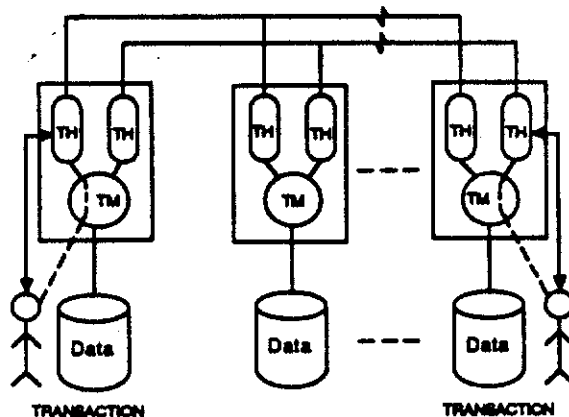 TH TH TH TH TH TH
TM TM TM
Data Data Data
TRANSACTION TRANSACTION